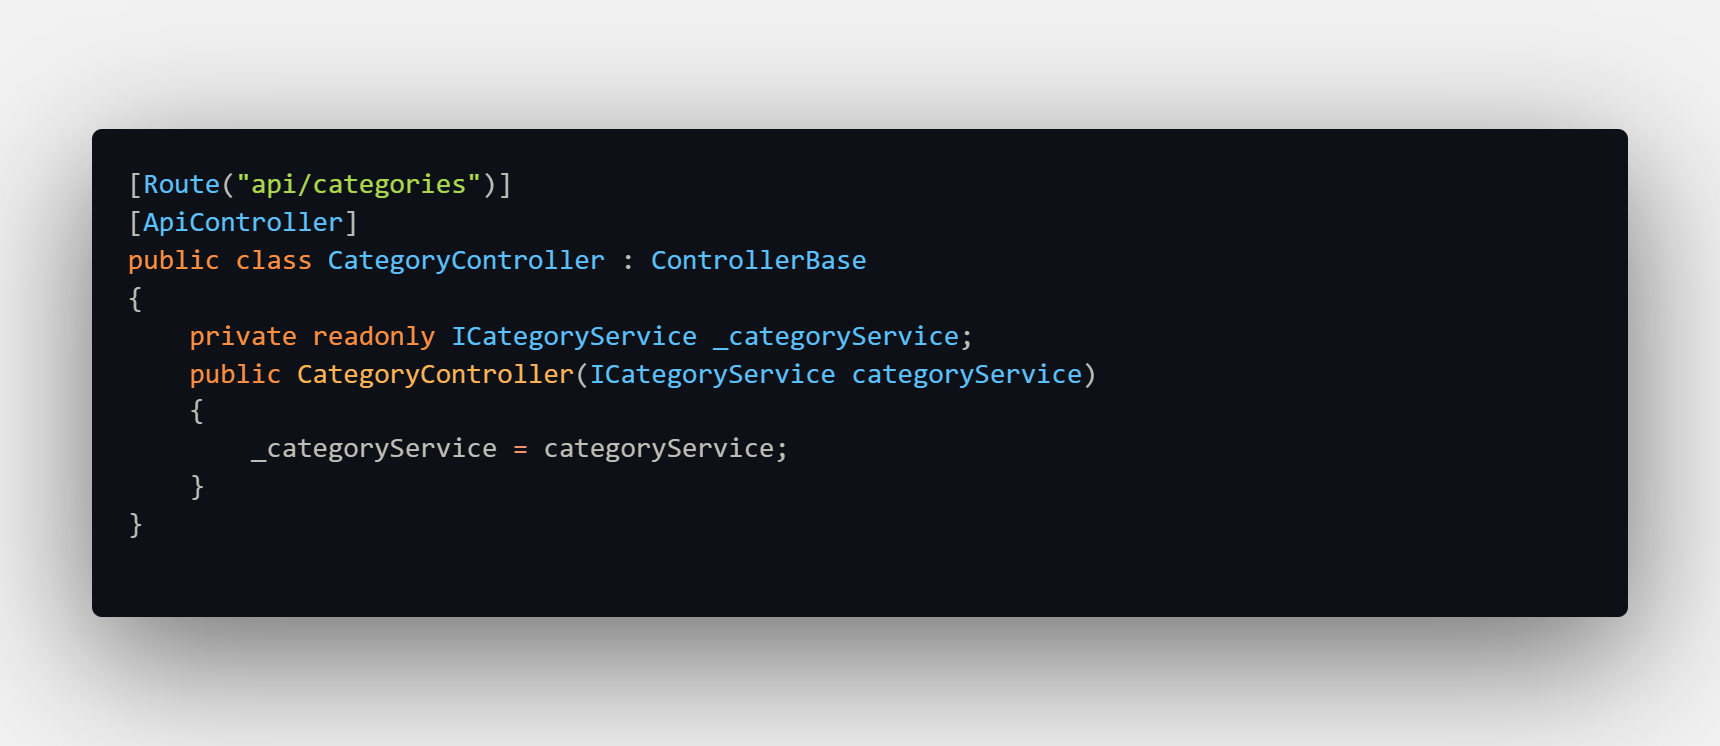 [Route("api/categories")]
[ApiController]
public class CategoryController : ControllerBase
{
    private readonly ICategoryService _categoryService;
    public CategoryController(ICategoryService categoryService)
    {
        _categoryService = categoryService;
    }
}